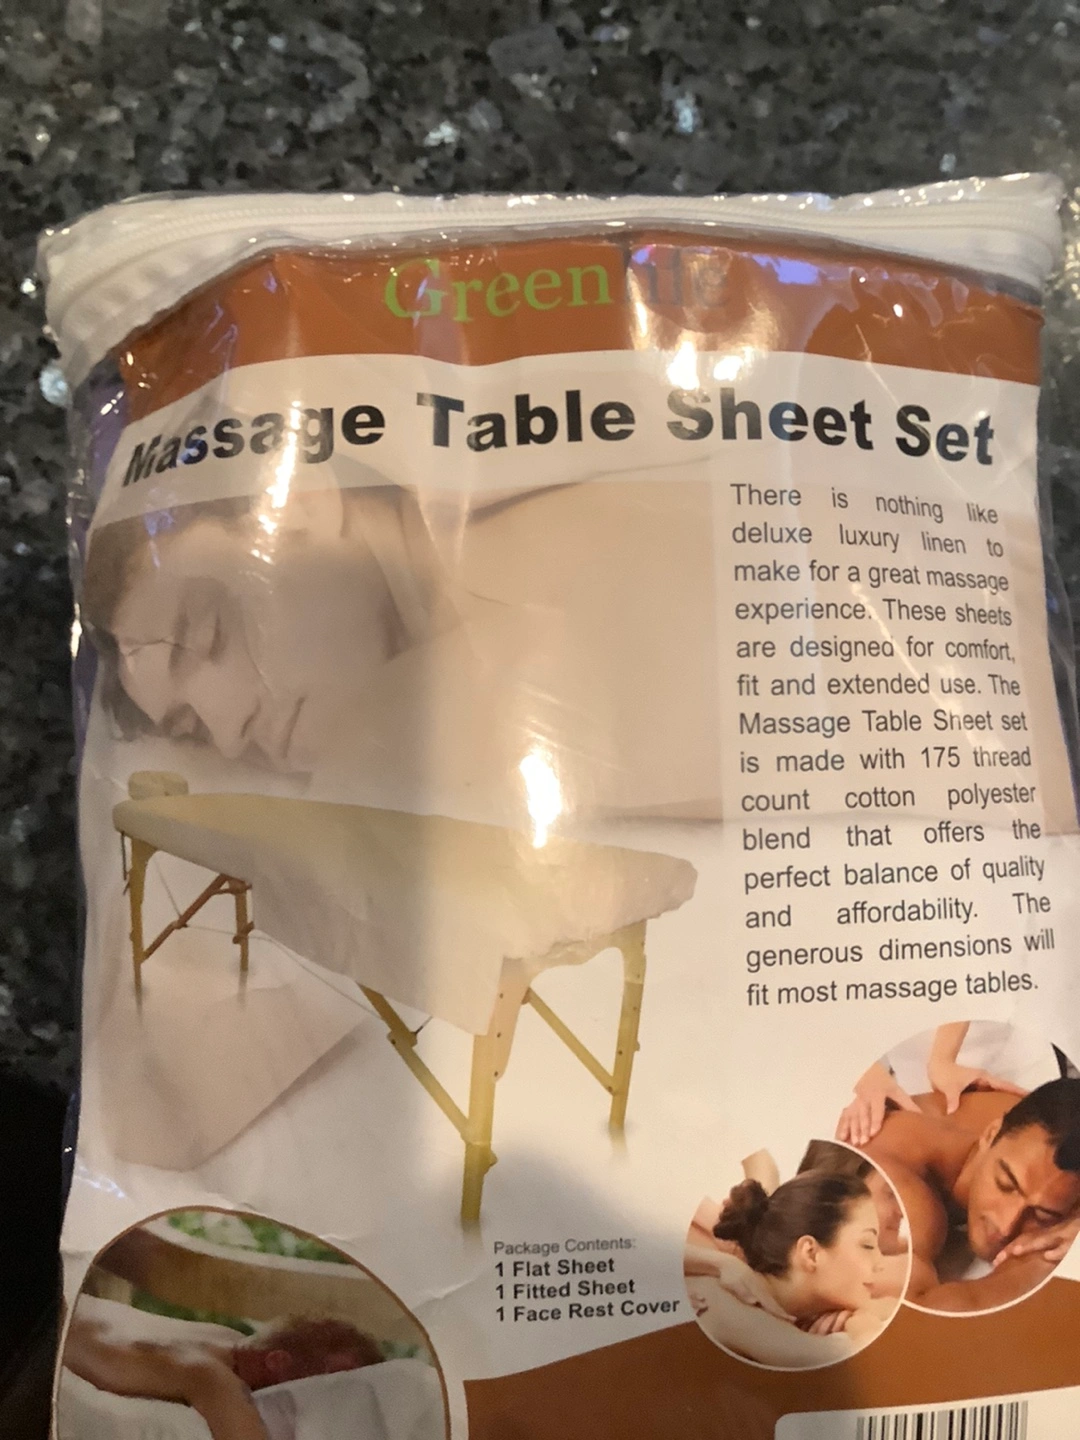 Greenlife
Massage Table Sheet Set
There is nothing like
deluxe luxury linen to
make for a great massage
experience. These sheets
are designed for comfort,
fit and extended use. The
Massage Table Sheet set
is made with 175 thread
count cotton polyester
blend that offers the
perfect balance of quality
and affordability. The
generous dimensions will
fit most massage tables.
Package Contents:
1 Flat Sheet
1 Fitted Sheet
1 Face Rest Cover